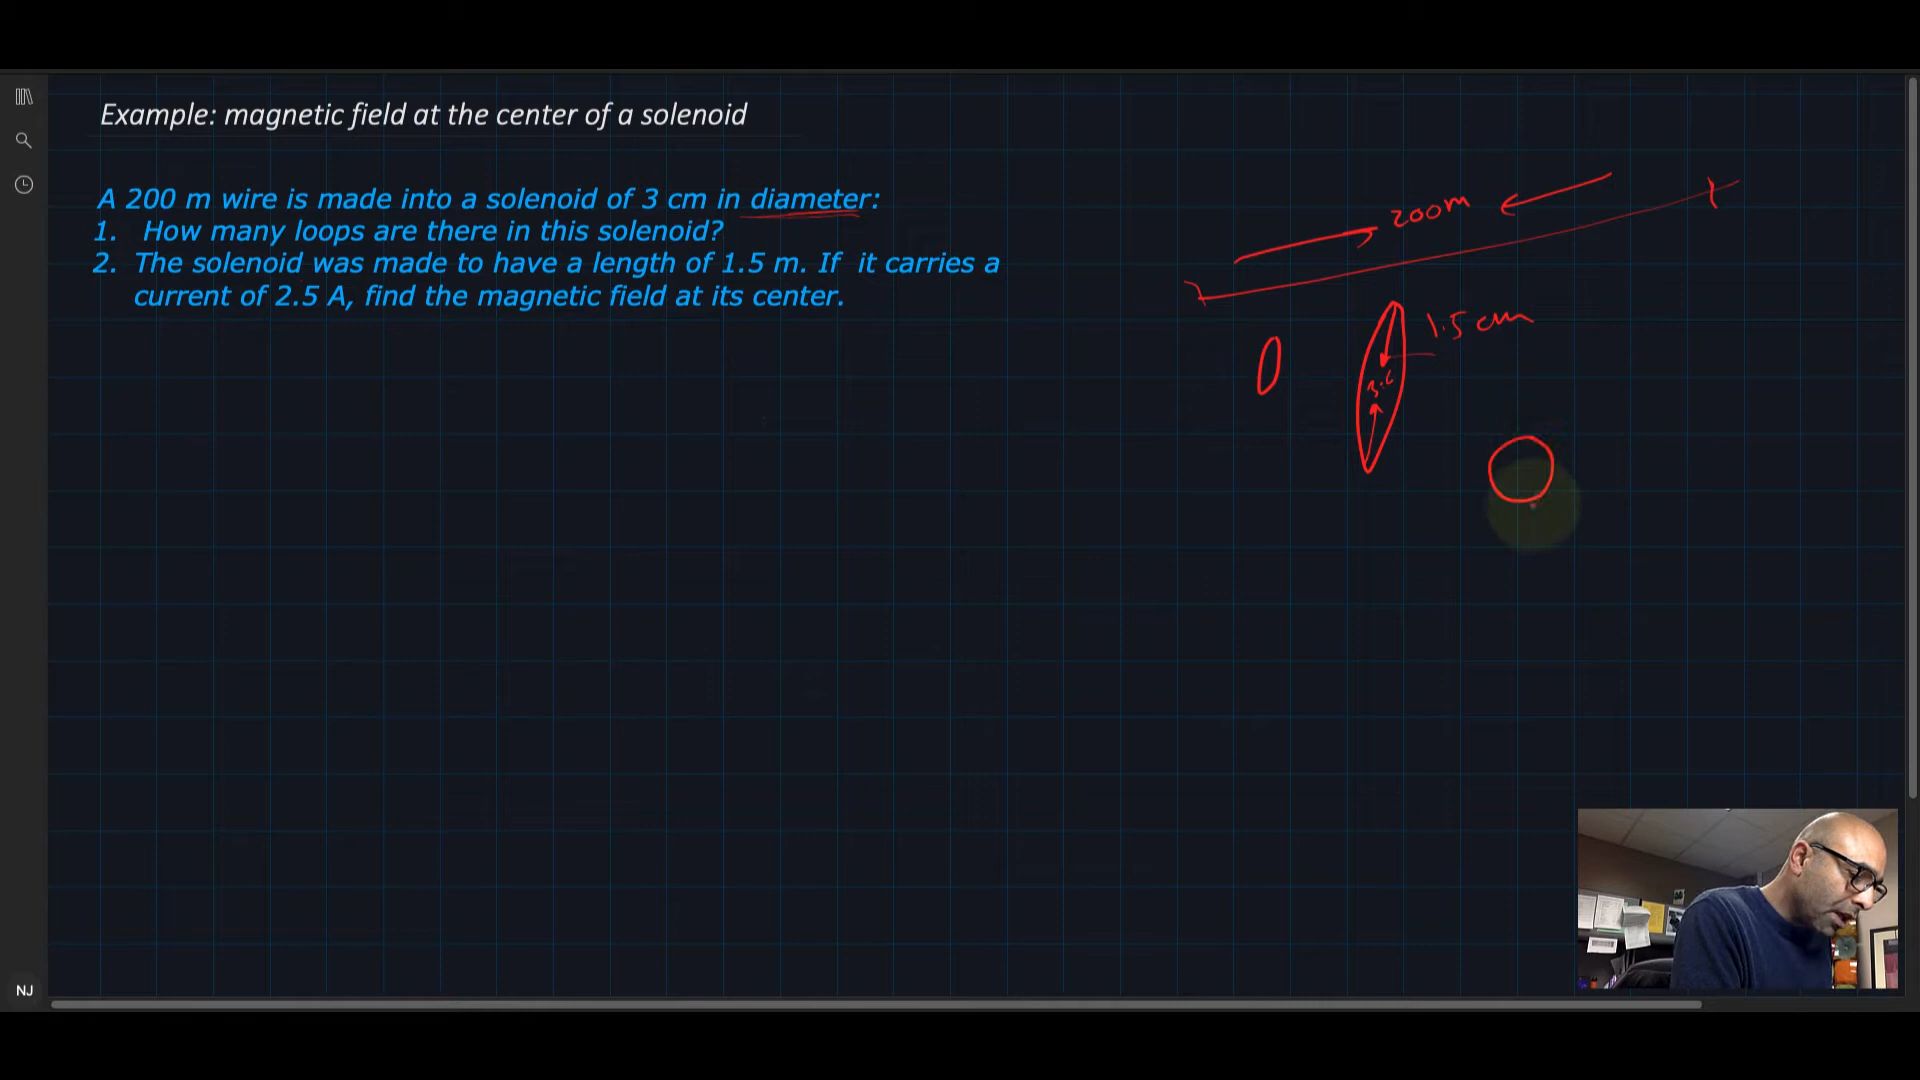 Example: magnetic field at the center of a solenoid
A 200 m wire is made into a solenoid of 3 cm in diameter:
1. How many loops are there in this solenoid?
2. The solenoid was made to have a length of 1.5 m. If it carries a
current of 2.5 A, find the magnetic field at its center.
200m
1.5 cm
NJ